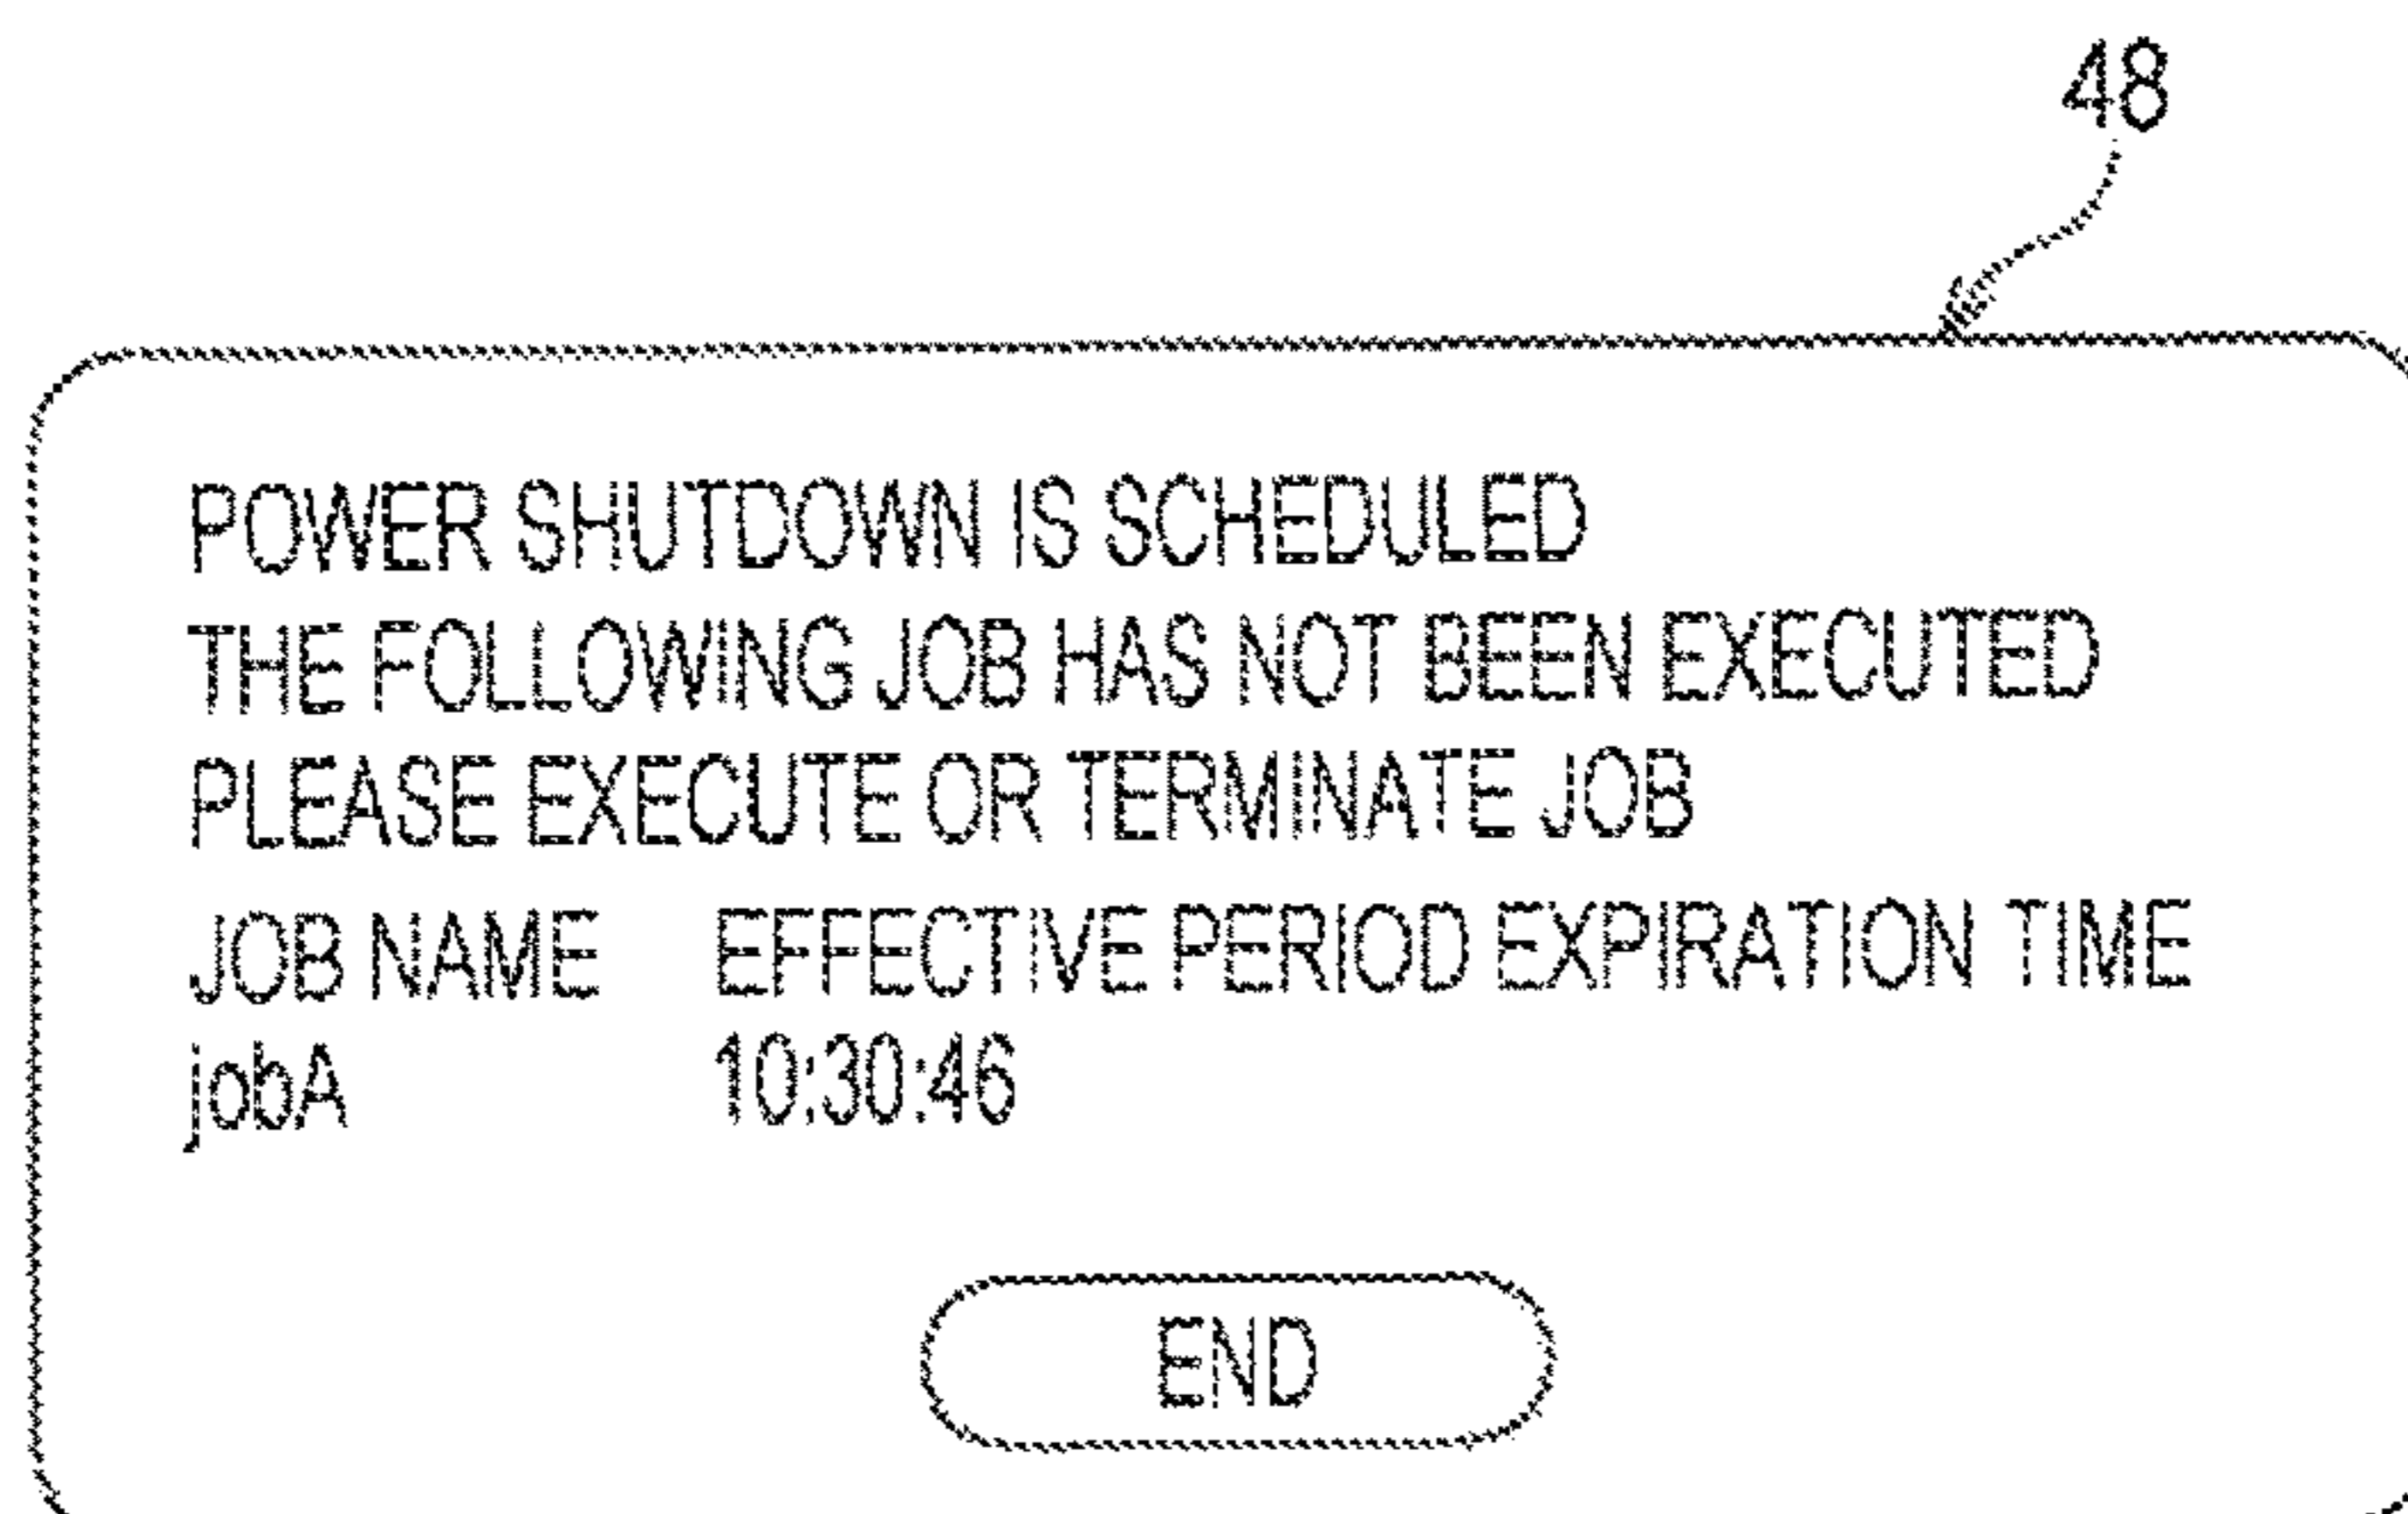 48
POWER SHUTDOWN IS SCHEDULED
THE FOLLOWING JOB HAS NOT BEEN EXECUTED
PLEASE EXECUTE OR TERMINATE JOB
JOB NAME EFFECTIVE PERIOD EXPIRATION TIME
jobA 10:30:46
END